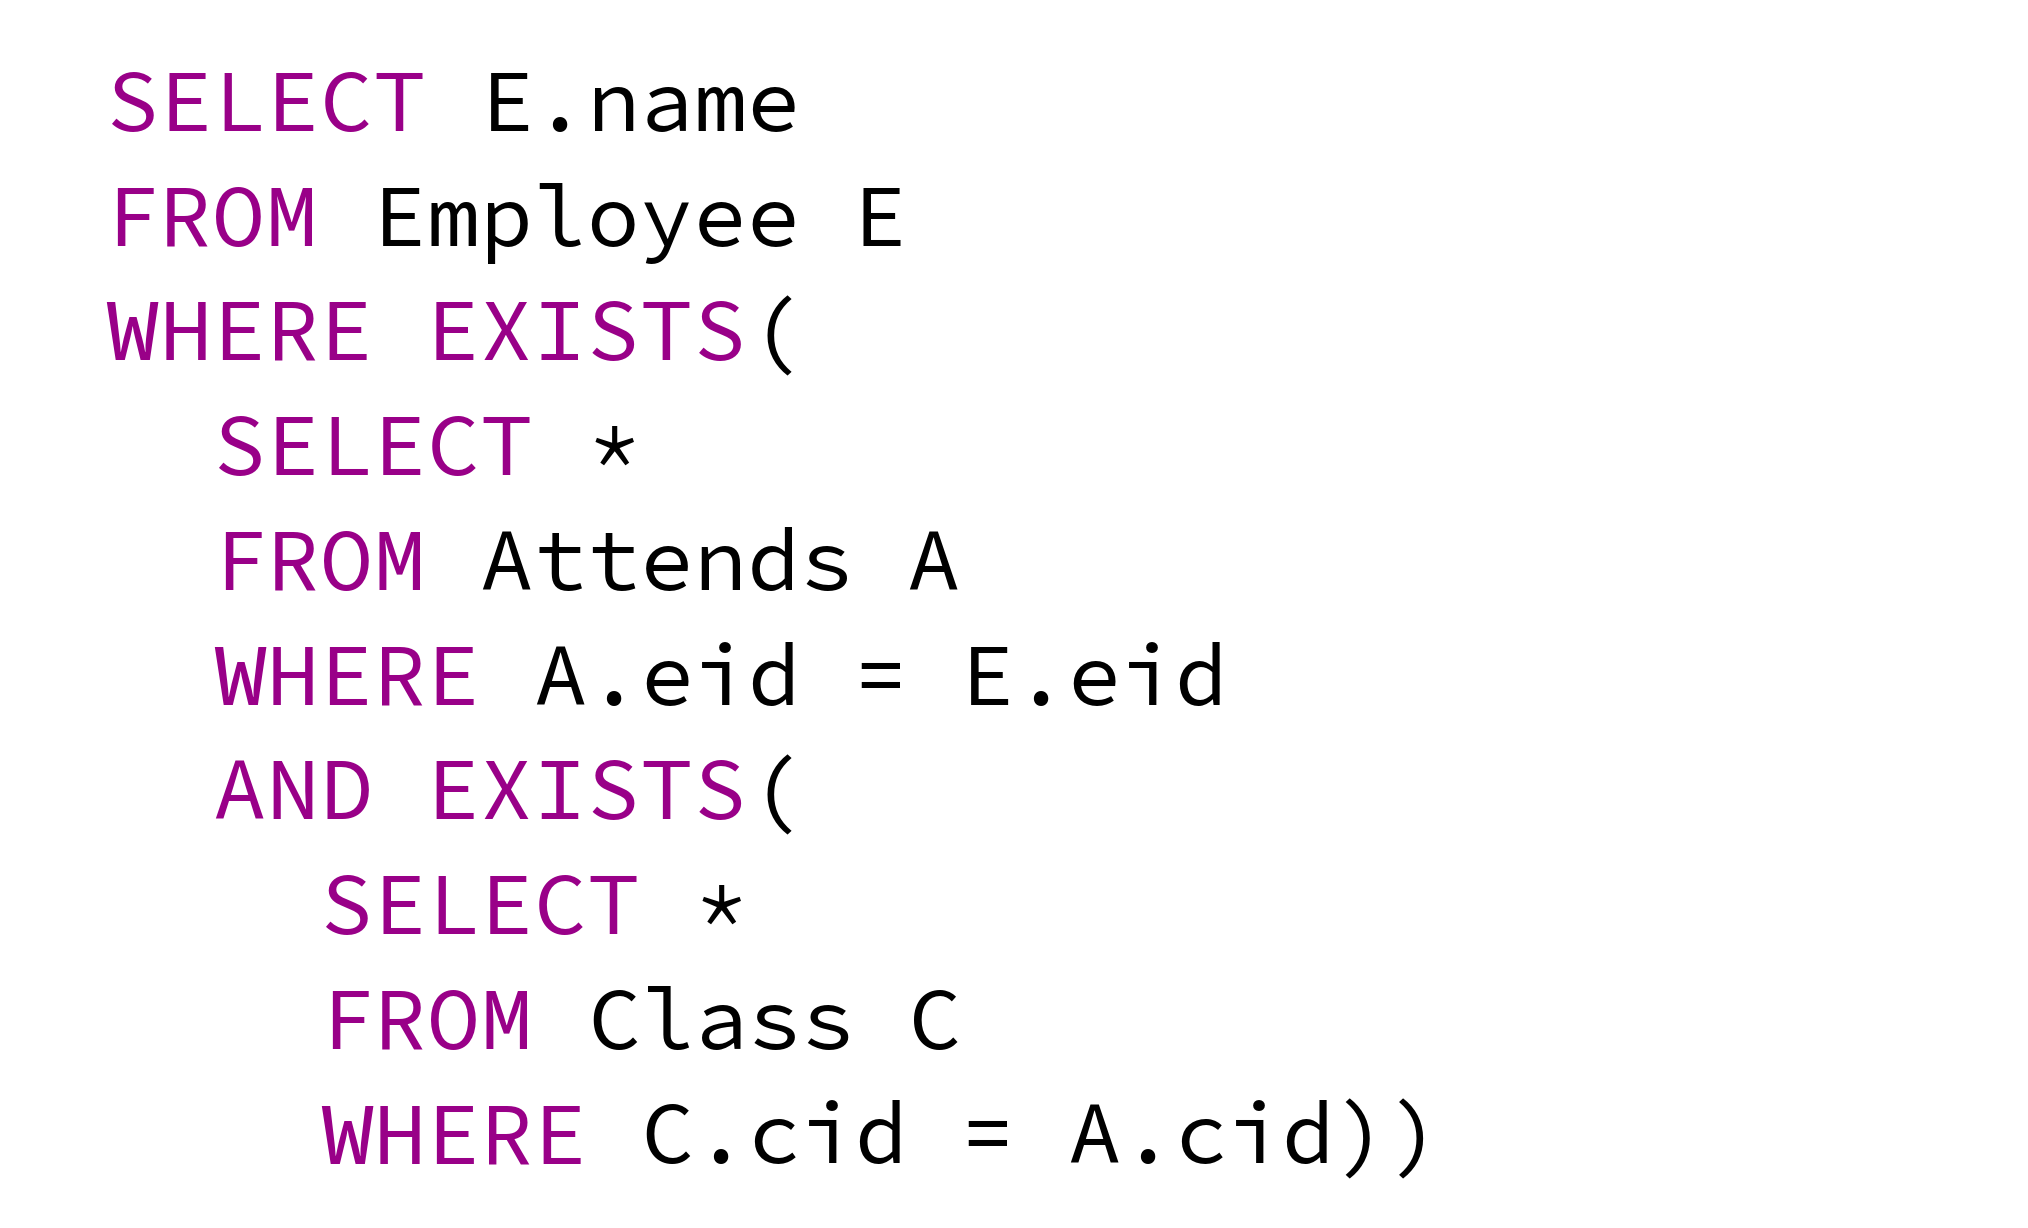 SELECT E.name
FROM Employee E
WHERE EXISTS(
SELECT *
FROM Attends A
WHERE A.eid = E.eid
AND EXISTS(
SELECT *
FROM Class C
WHERE C.cid = A.cid))